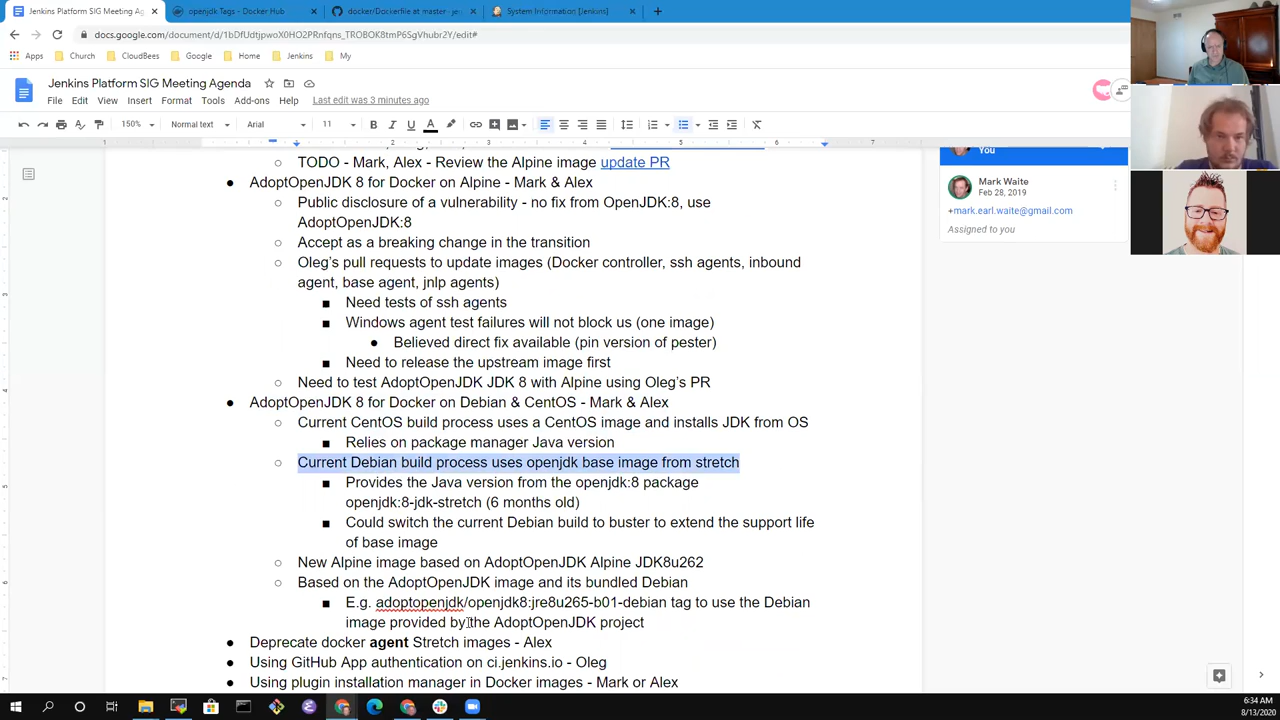 Jenkins Platform SIG Meeting Ag
openjdk Tags - Docker Hub
docker/Dockerfile at master · jen
System Information [Jenkins]
docs.google.com/document/d/1bDfUdtjpwoX0HO2PRnfqns_TROBOK8tmP6SgVhubr2Y/edit#
Apps Church CloudBees Google Home Jenkins My
Jenkins Platform SIG Meeting Agenda
File Edit View Insert Format Tools Add-ons Help Last edit was 3 minutes ago
150% Normal text Arial 11 B I U A
1 1 2 3 4 5 6 7
TODO - Mark, Alex - Review the Alpine image update PR
AdoptOpenJDK 8 for Docker on Alpine - Mark & Alex
Public disclosure of a vulnerability - no fix from OpenJDK:8, use
AdoptOpenJDK:8
Accept as a breaking change in the transition
Oleg's pull requests to update images (Docker controller, ssh agents, inbound
agent, base agent, jnlp agents)
Need tests of ssh agents
Windows agent test failures will not block us (one image)
Believed direct fix available (pin version of pester)
Need to release the upstream image first
Need to test AdoptOpenJDK JDK 8 with Alpine using Oleg's PR
AdoptOpenJDK 8 for Docker on Debian & CentOS - Mark & Alex
Current CentOS build process uses a CentOS image and installs JDK from OS
Relies on package manager Java version
Current Debian build process uses openjdk base image from stretch
Provides the Java version from the openjdk:8 package
openjdk:8-jdk-stretch (6 months old)
Could switch the current Debian build to buster to extend the support life
of base image
New Alpine image based on AdoptOpenJDK Alpine JDK8u262
Based on the AdoptOpenJDK image and its bundled Debian
E.g. adoptopenjdk/openjdk8:jre8u265-b01-debian tag to use the Debian
image provided by the AdoptOpenJDK project
Deprecate docker agent Stretch images - Alex
Using GitHub App authentication on ci.jenkins.io - Oleg
Using plugin installation manager in Docker images - Mark or Alex
You
Mark Waite
Feb 28, 2019
+mark.earl.waite@gmail.com
Assigned to you
6:34 AM
8/13/2020